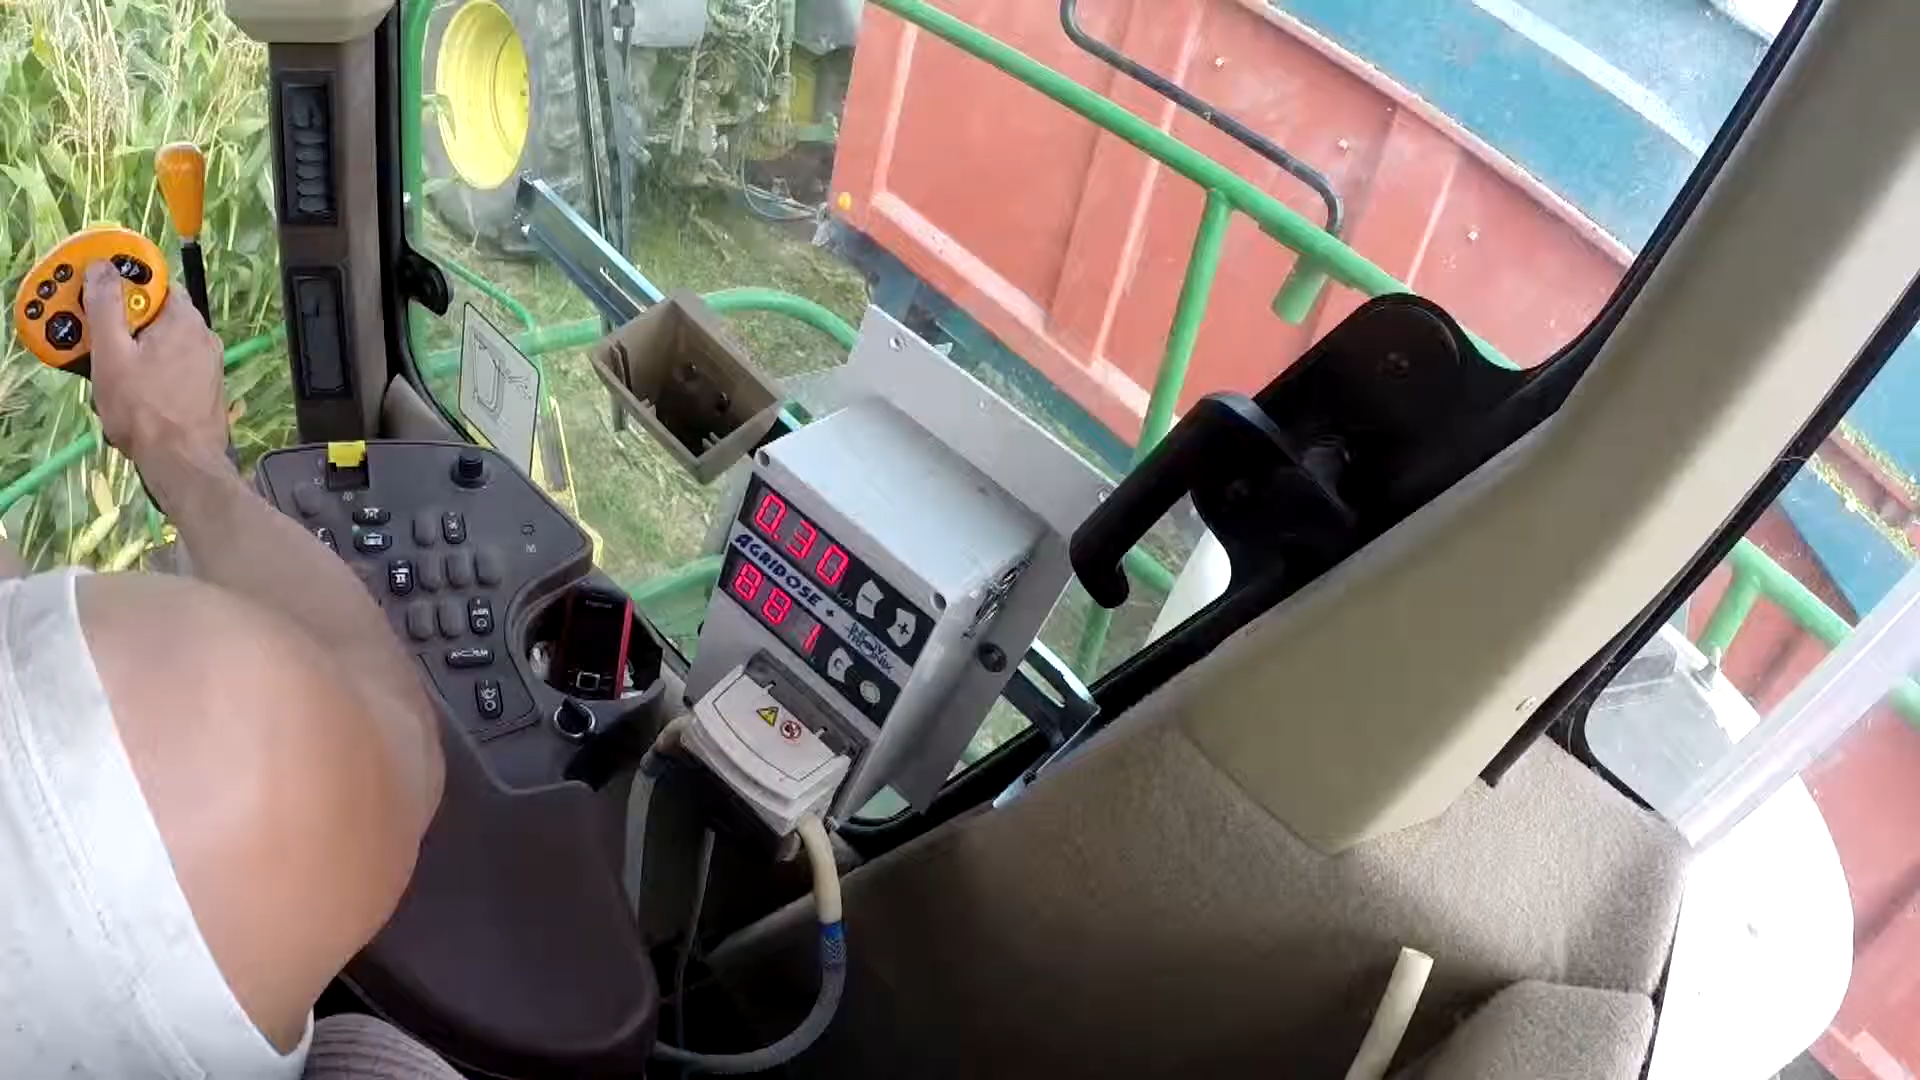 0.30
AGRIDOSE +
881
INOV
TRONIK
C